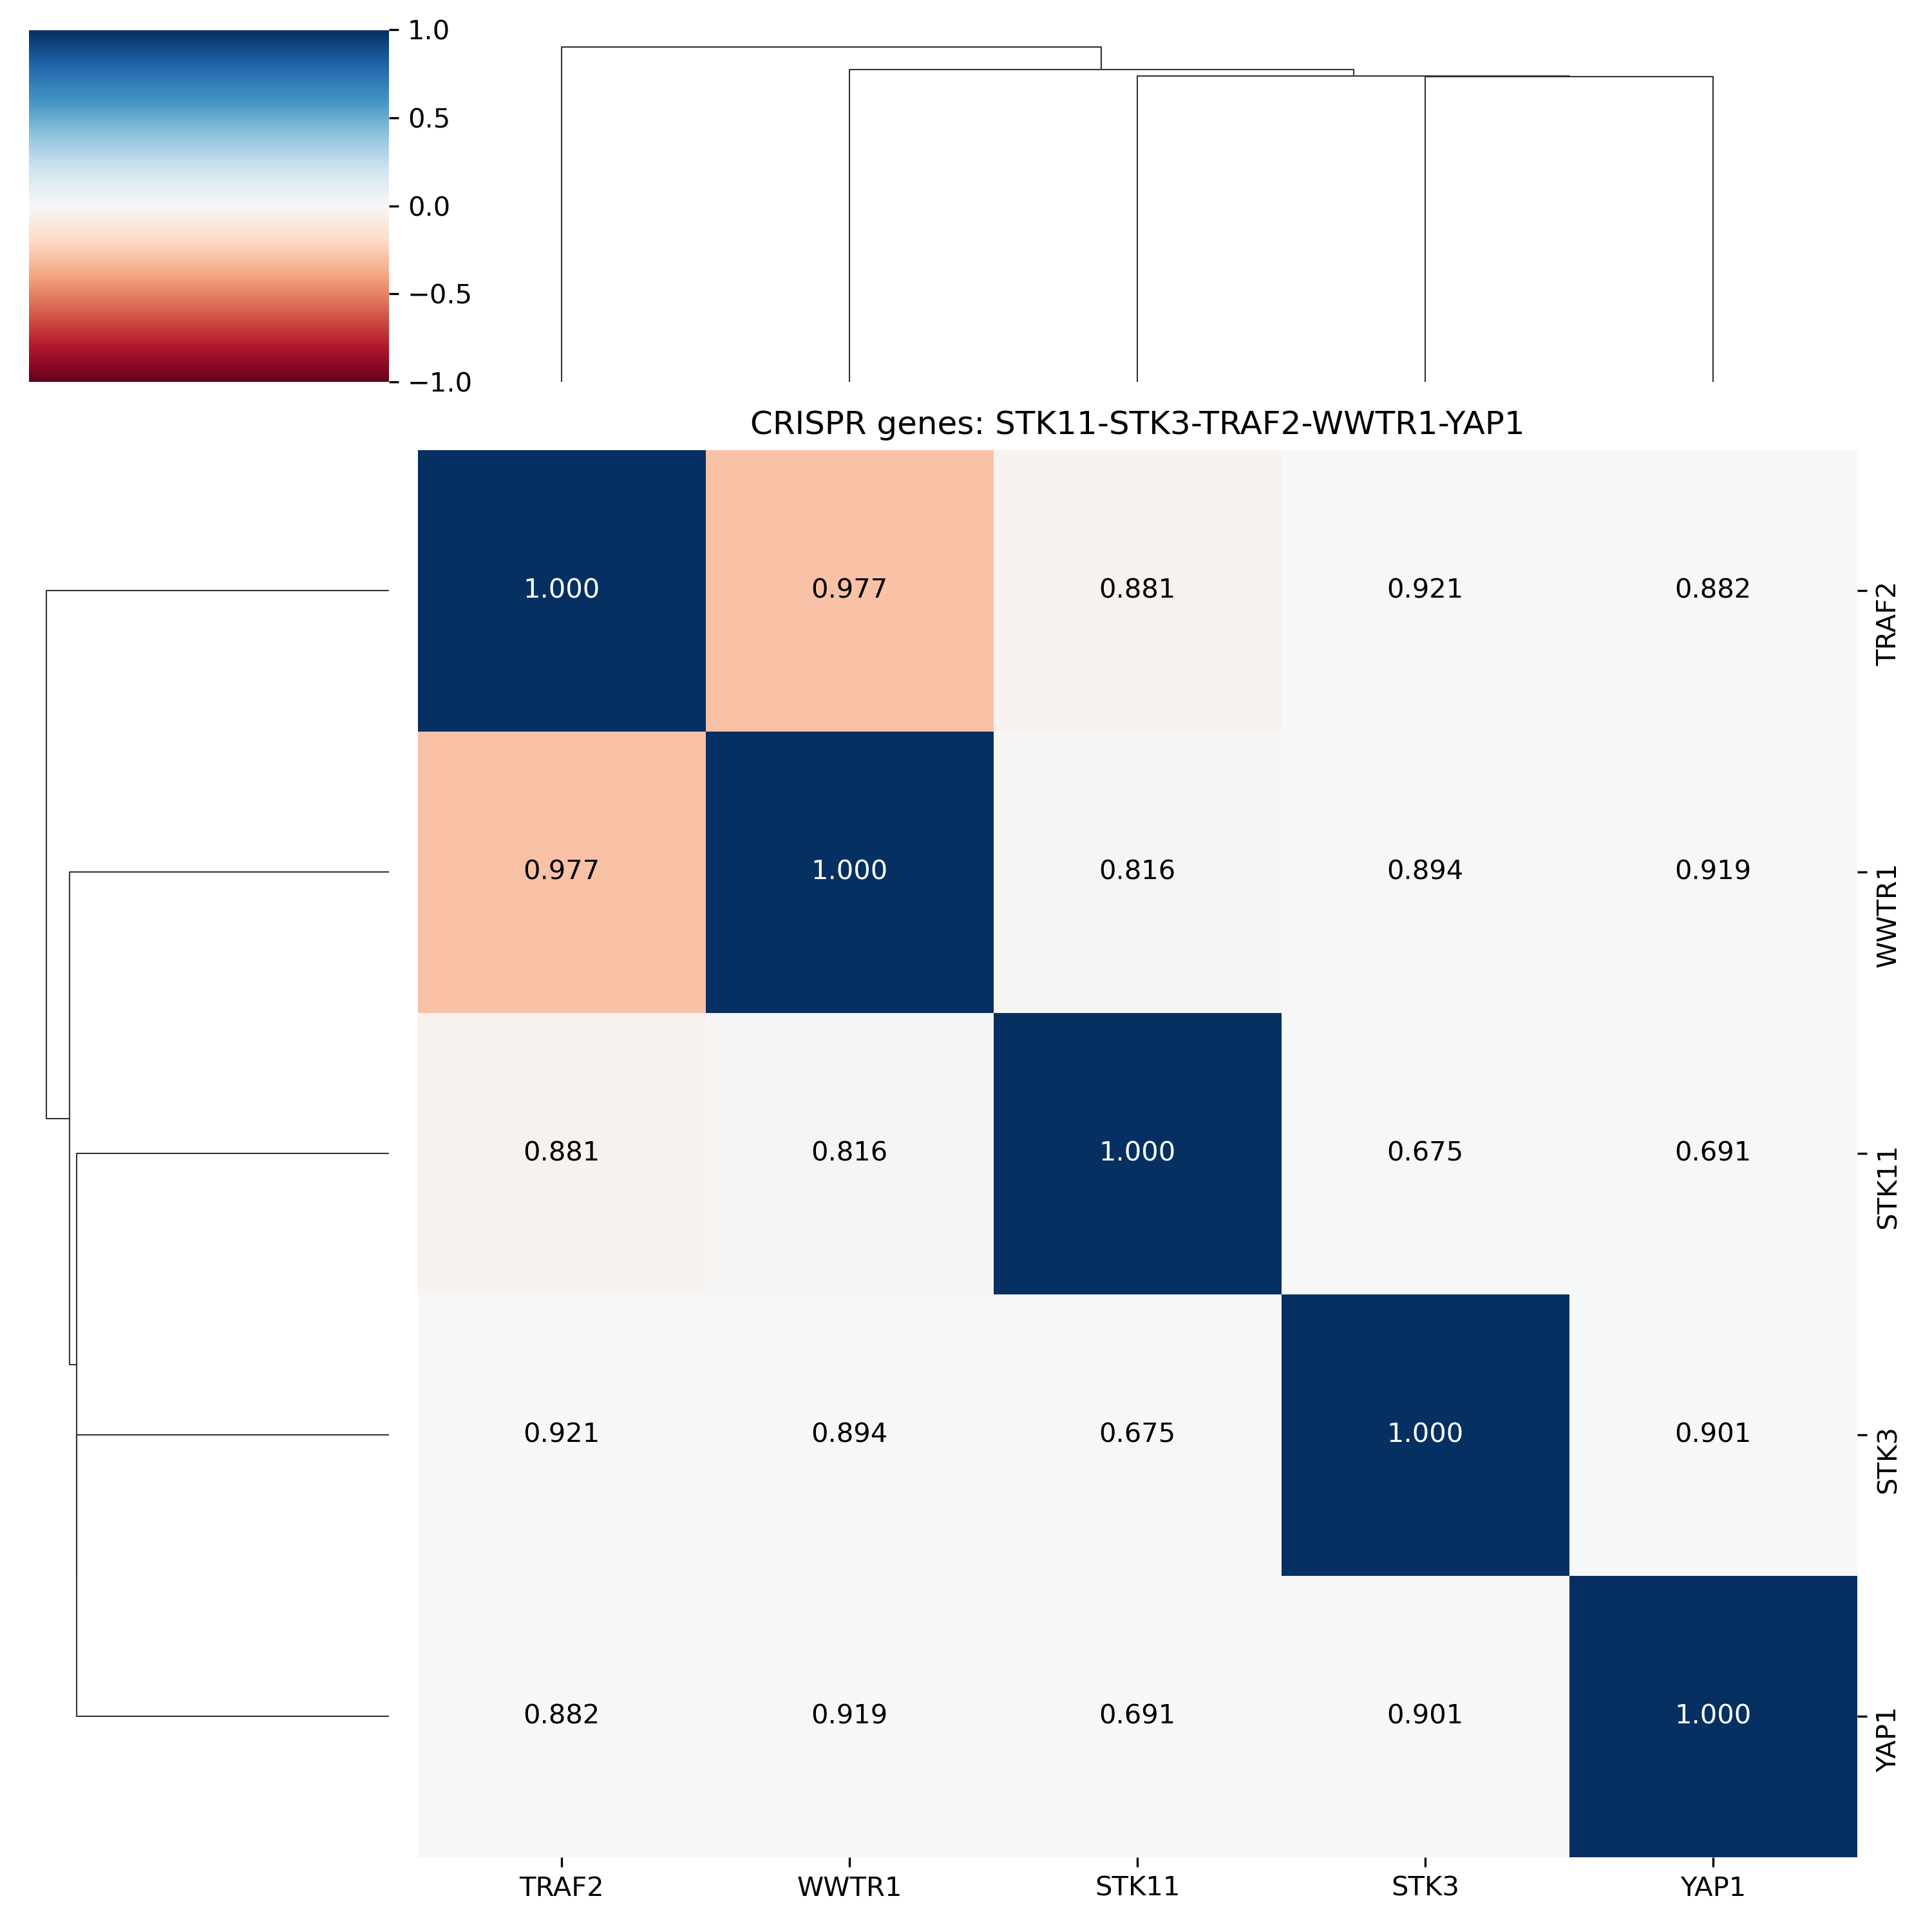 1.0
0.5
0.0
−0.5
−1.0
CRISPR genes: STK11-STK3-TRAF2-WWTR1-YAP1
1.000 0.977 0.881 0.921 0.882 TRAF2
0.977 1.000 0.816 0.894 0.919 WWTR1
0.881 0.816 1.000 0.675 0.691 STK11
0.921 0.894 0.675 1.000 0.901 STK3
0.882 0.919 0.691 0.901 1.000 YAP1
TRAF2 WWTR1 STK11 STK3 YAP1